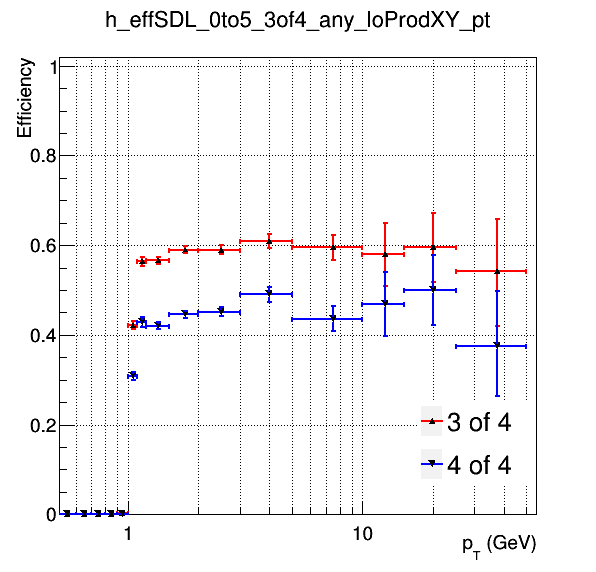 h_effSDL_0to5_3of4_any_loProdXY_pt
Efficiency
1
0.8
0.6
0.4
0.2
0
1
10
p_T (GeV)
3 of 4
4 of 4